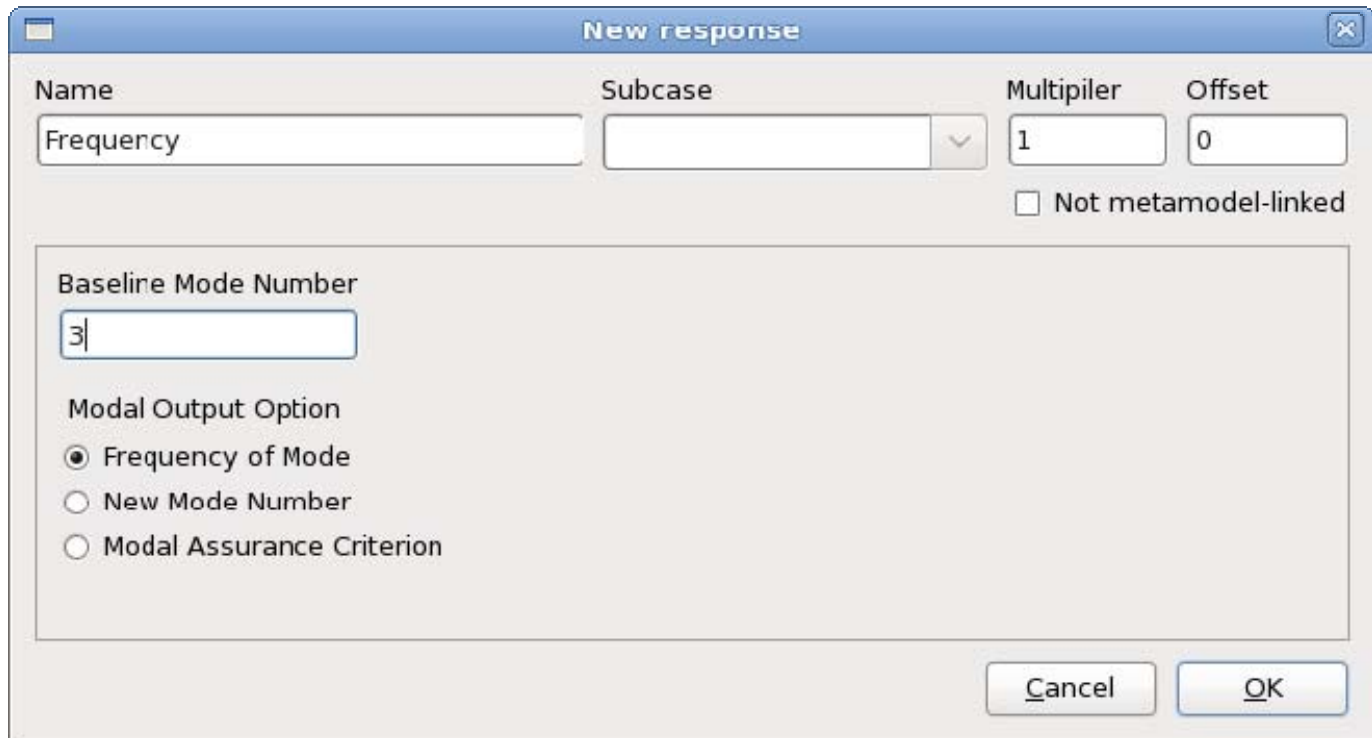 New response
Name Subcase Multipiler Offset
Frequency 1 0
Not metamodel-linked
Baseline Mode Number
3
Modal Output Option
Frequency of Mode
New Mode Number
Modal Assurance Criterion
Cancel OK